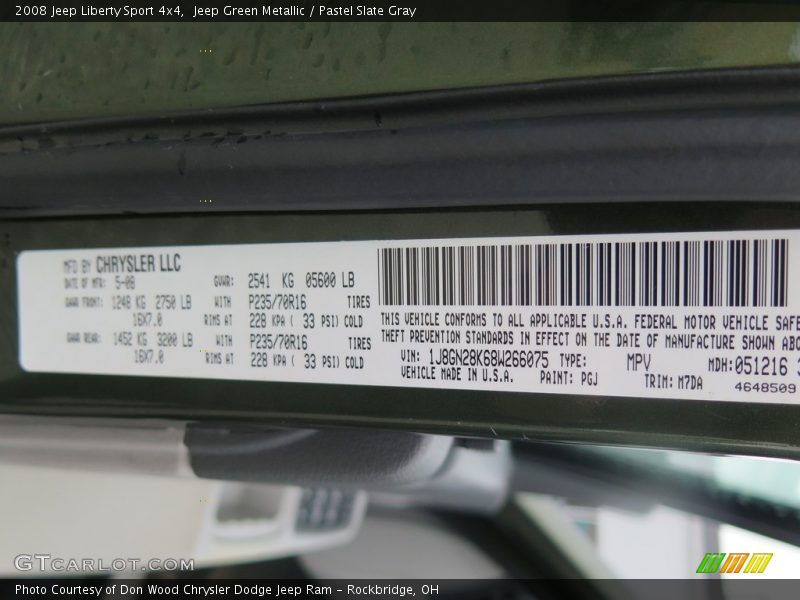 2008 Jeep Liberty Sport 4x4, Jeep Green Metallic / Pastel Slate Gray
MFD BY CHRYSLER LLC
DATE OF MFR: 5-08 GVWR: 2541 KG 05600 LB
GAWR FRONT: 1248 KG 2750 LB WITH P235/70R16 TIRES
16X7.0 RIMS AT 228 KPA ( 33 PSI) COLD
GAWR REAR: 1452 KG 3200 LB WITH P235/70R16 TIRES
16X7.0 RIMS AT 228 KPA ( 33 PSI) COLD
THIS VEHICLE CONFORMS TO ALL APPLICABLE U.S.A. FEDERAL MOTOR VEHICLE SAFE
THEFT PREVENTION STANDARDS IN EFFECT ON THE DATE OF MANUFACTURE SHOWN ABO
VIN: 1J8GN28K68W266075 TYPE: MPV MDH: 051216 3
VEHICLE MADE IN U.S.A. PAINT: PGJ TRIM: M7DA 4648509
GTCARLOT.COM
Photo Courtesy of Don Wood Chrysler Dodge Jeep Ram - Rockbridge, OH